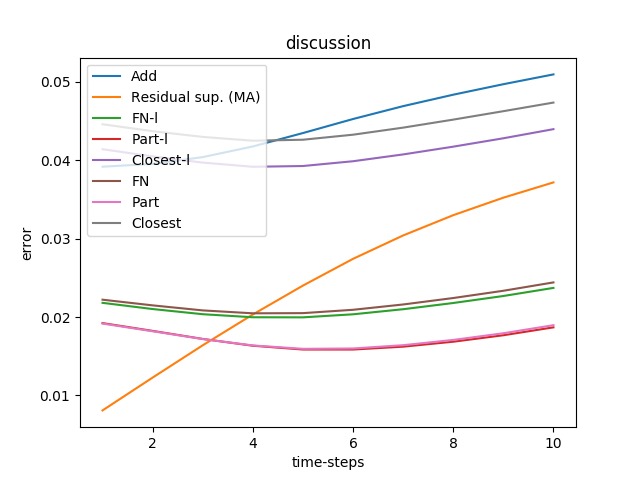 discussion
error
0.05
0.04
0.03
0.02
0.01
Add
Residual sup. (MA)
FN-l
Part-l
Closest-l
FN
Part
Closest
2
4
6
8
10
time-steps